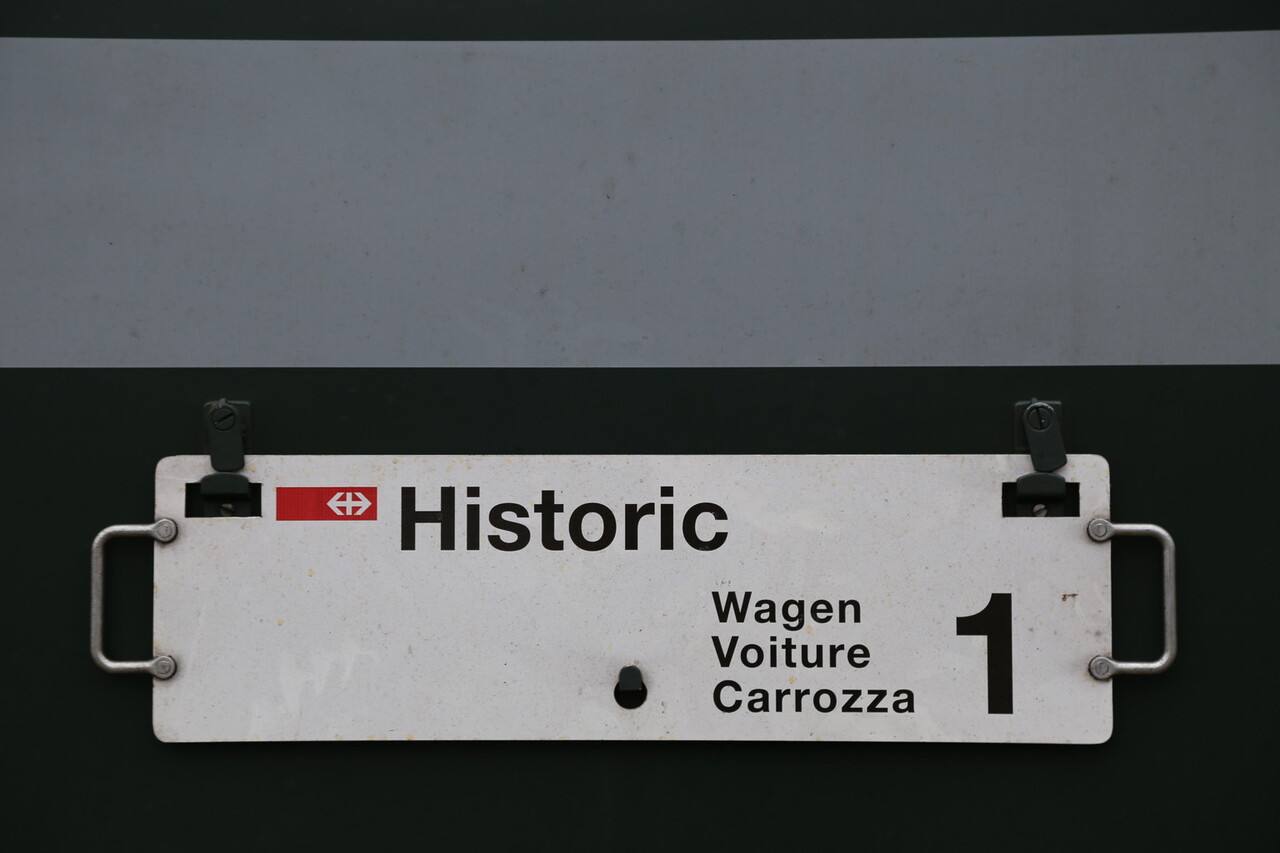 Historic
Wagen
Voiture
Carrozza
1